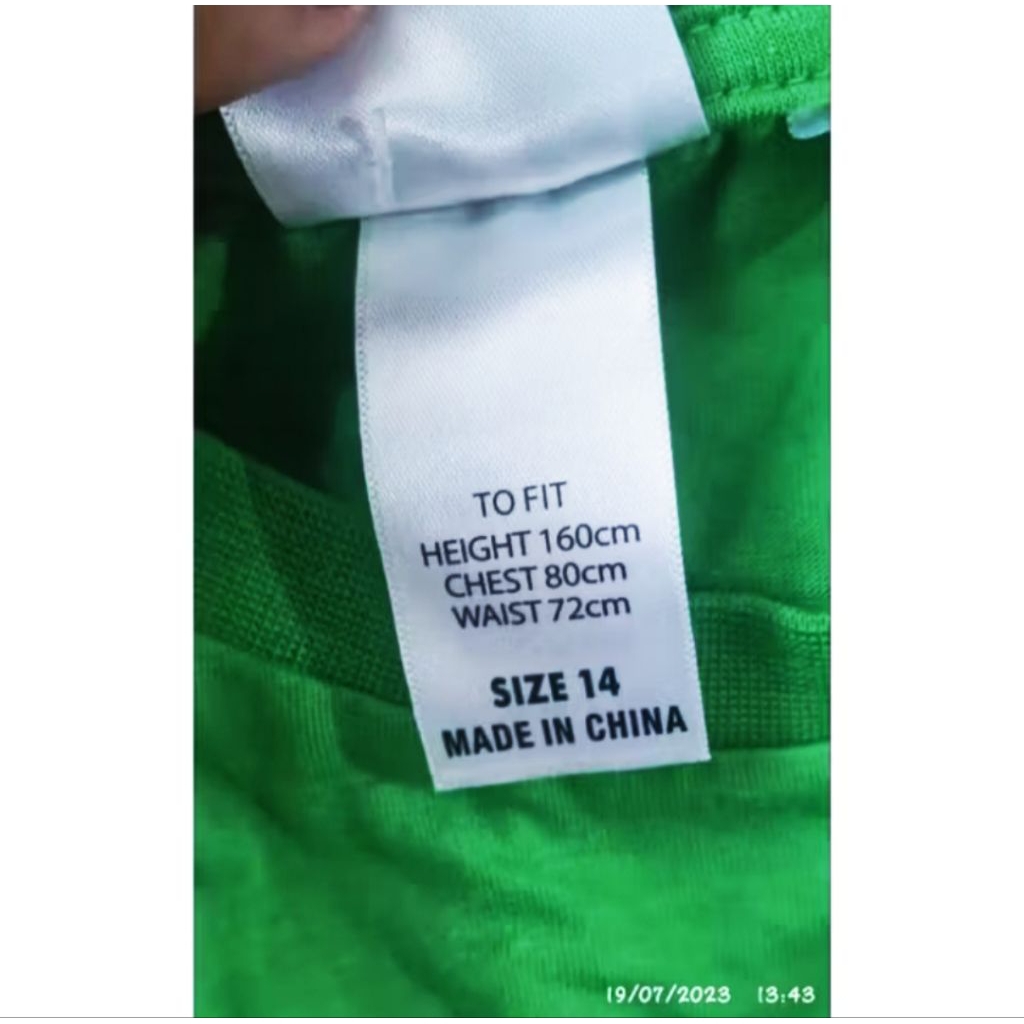 TO FIT
HEIGHT 160cm
CHEST 80cm
WAIST 72cm
SIZE 14
MADE IN CHINA
19/07/2023 13:43